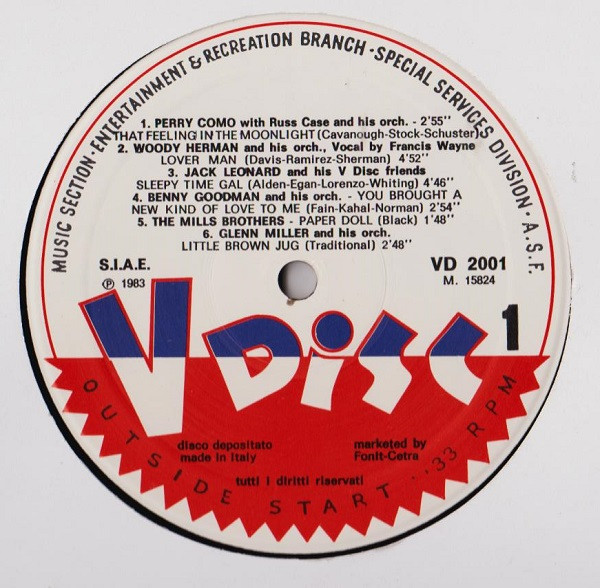 MUSIC SECTION · ENTERTAINMENT & RECREATION BRANCH · SPECIAL SERVICES DIVISION · A.S.F.
1. PERRY COMO with Russ Case and his orch. - 2'55''
THAT FEELING IN THE MOONLIGHT (Cavanough-Stock-Schuster)
2. WOODY HERMAN and his orch., Vocal by Francis Wayne
LOVER MAN (Davis-Ramirez-Sherman) 4'52''
3. JACK LEONARD and his V Disc friends
SLEEPY TIME GAL (Alden-Egan-Lorenzo-Whiting) 4'46''
4. BENNY GOODMAN and his orch. - YOU BROUGHT A
NEW KIND OF LOVE TO ME (Fain-Kahal-Norman) 2'54''
5. THE MILLS BROTHERS - PAPER DOLL (Black) 1'48''
6. GLENN MILLER and his orch.
LITTLE BROWN JUG (Traditional) 2'48''
S.I.A.E.
℗ 1983
VD 2001
M. 15824
V DiSC
1
disco depositato
made in Italy
marketed by
Fonit-Cetra
tutti i diritti riservati
OUTSIDE START .. 33 RPM